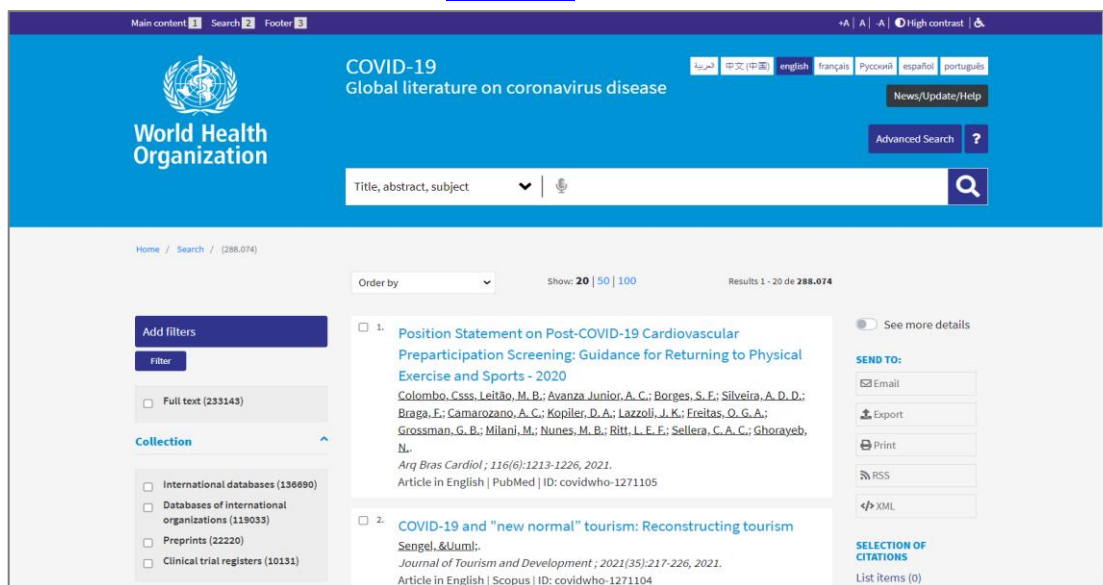 Main content 1 Search 2 Footer 3
+A | A | -A | High contrast |
COVID-19
Global literature on coronavirus disease
العربية 中文 (中国) english français Русский español português
News/Update/Help
World Health
Organization
Advanced Search ?
Title, abstract, subject
Home / Search / (288.074)
Order by
Show: 20 | 50 | 100
Results 1 - 20 de 288.074
Add filters
Filter
Full text (233143)
Collection
International databases (136690)
Databases of international
organizations (119033)
Preprints (22220)
Clinical trial registers (10131)
1. Position Statement on Post-COVID-19 Cardiovascular
Preparticipation Screening: Guidance for Returning to Physical
Exercise and Sports - 2020
Colombo, Csss, Leitão, M. B.; Avanza Junior, A. C.; Borges, S. F.; Silveira, A. D. D.;
Braga, F.; Camarozano, A. C.; Kopiler, D. A.; Lazzoli, J. K.; Freitas, O. G. A.;
Grossman, G. B.; Milani, M.; Nunes, M. B.; Ritt, L. E. F.; Sellera, C. A. C.; Ghorayeb,
N..
Arq Bras Cardiol ; 116(6):1213-1226, 2021.
Article in English | PubMed | ID: covidwho-1271105
2. COVID-19 and "new normal" tourism: Reconstructing tourism
Sengel, &Uuml;.
Journal of Tourism and Development ; 2021(35):217-226, 2021.
Article in English | Scopus | ID: covidwho-1271104
See more details
SEND TO:
Email
Export
Print
RSS
</> XML
SELECTION OF
CITATIONS
List items (0)